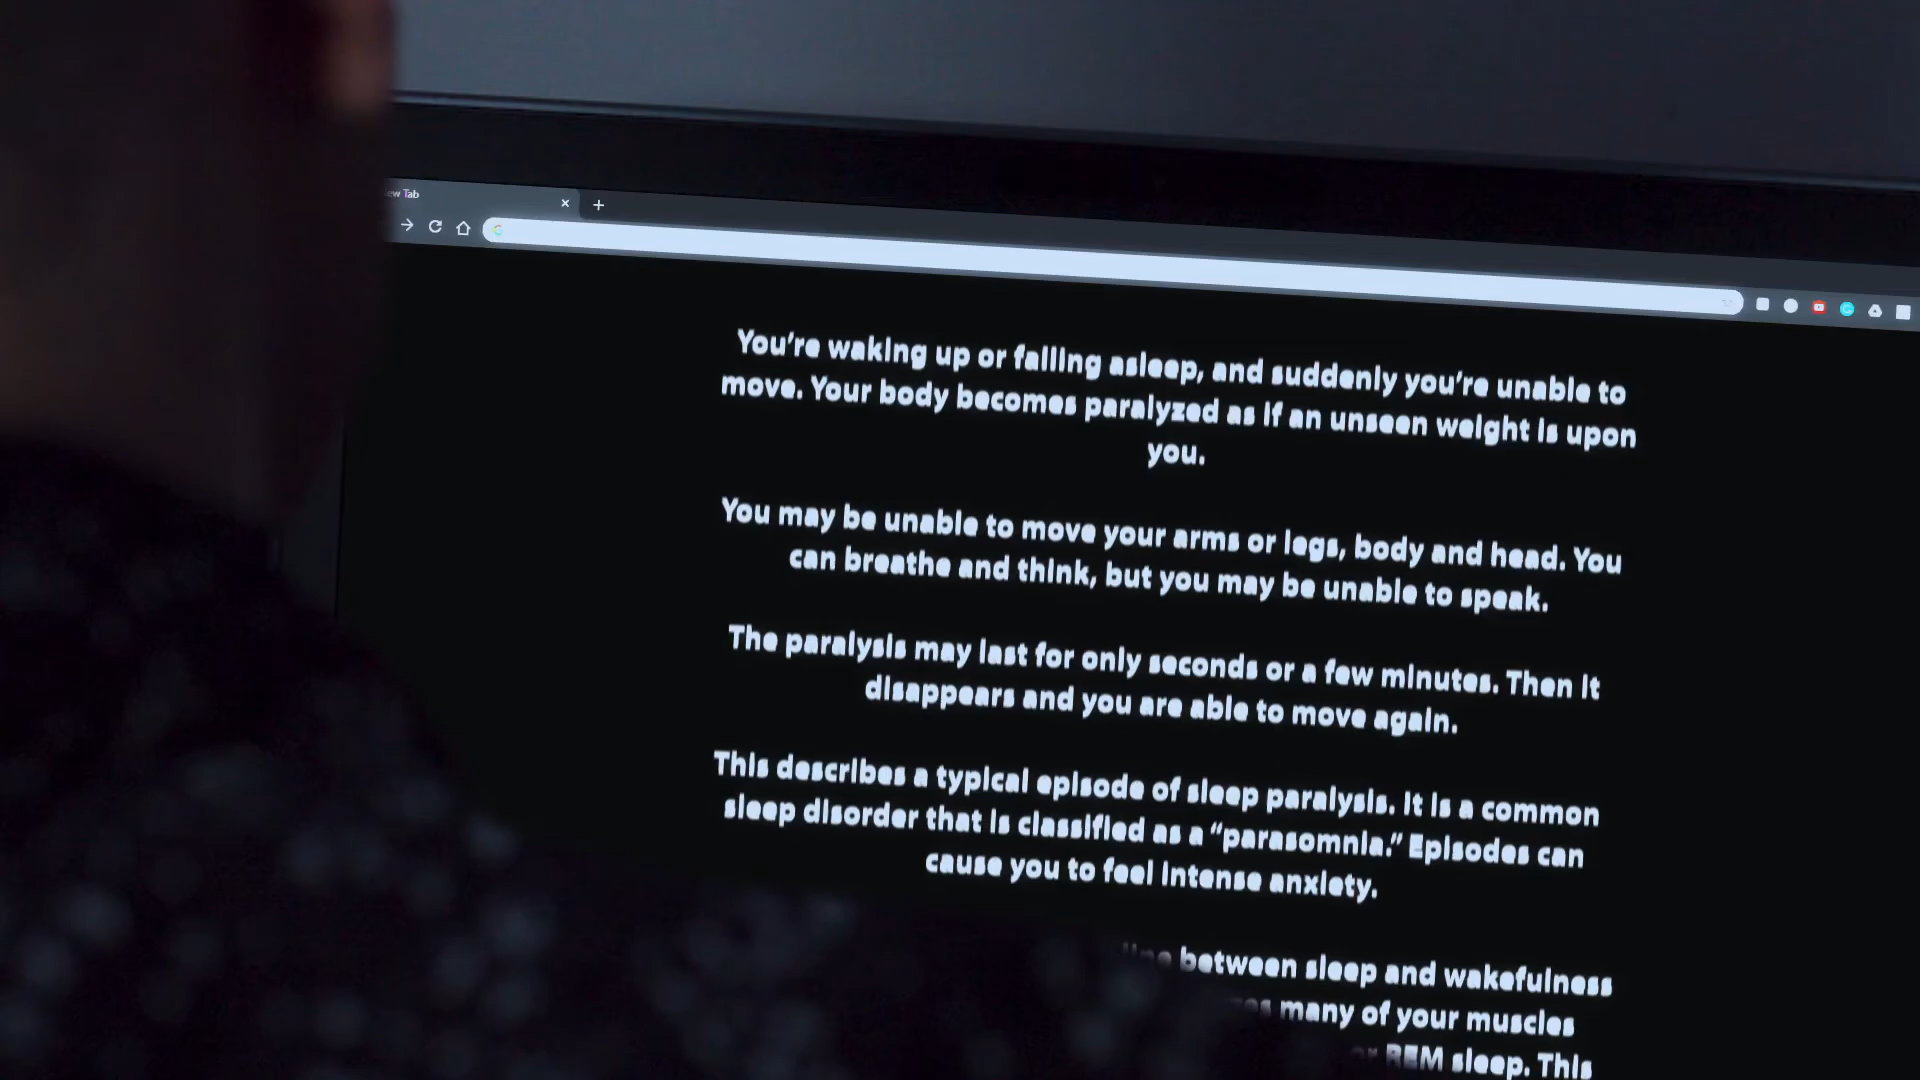 Tab
You're waking up or falling asleep, and suddenly you're unable to
move. Your body becomes paralyzed as if an unseen weight is upon
you.
You may be unable to move your arms or legs, body and head. You
can breathe and think, but you may be unable to speak.
The paralysis may last for only seconds or a few minutes. Then it
disappears and you are able to move again.
This describes a typical episode of sleep paralysis. It is a common
sleep disorder that is classified as a “parasomnia.” Episodes can
cause you to feel intense anxiety.
between sleep and wakefulness
many of your muscles
REM sleep. This